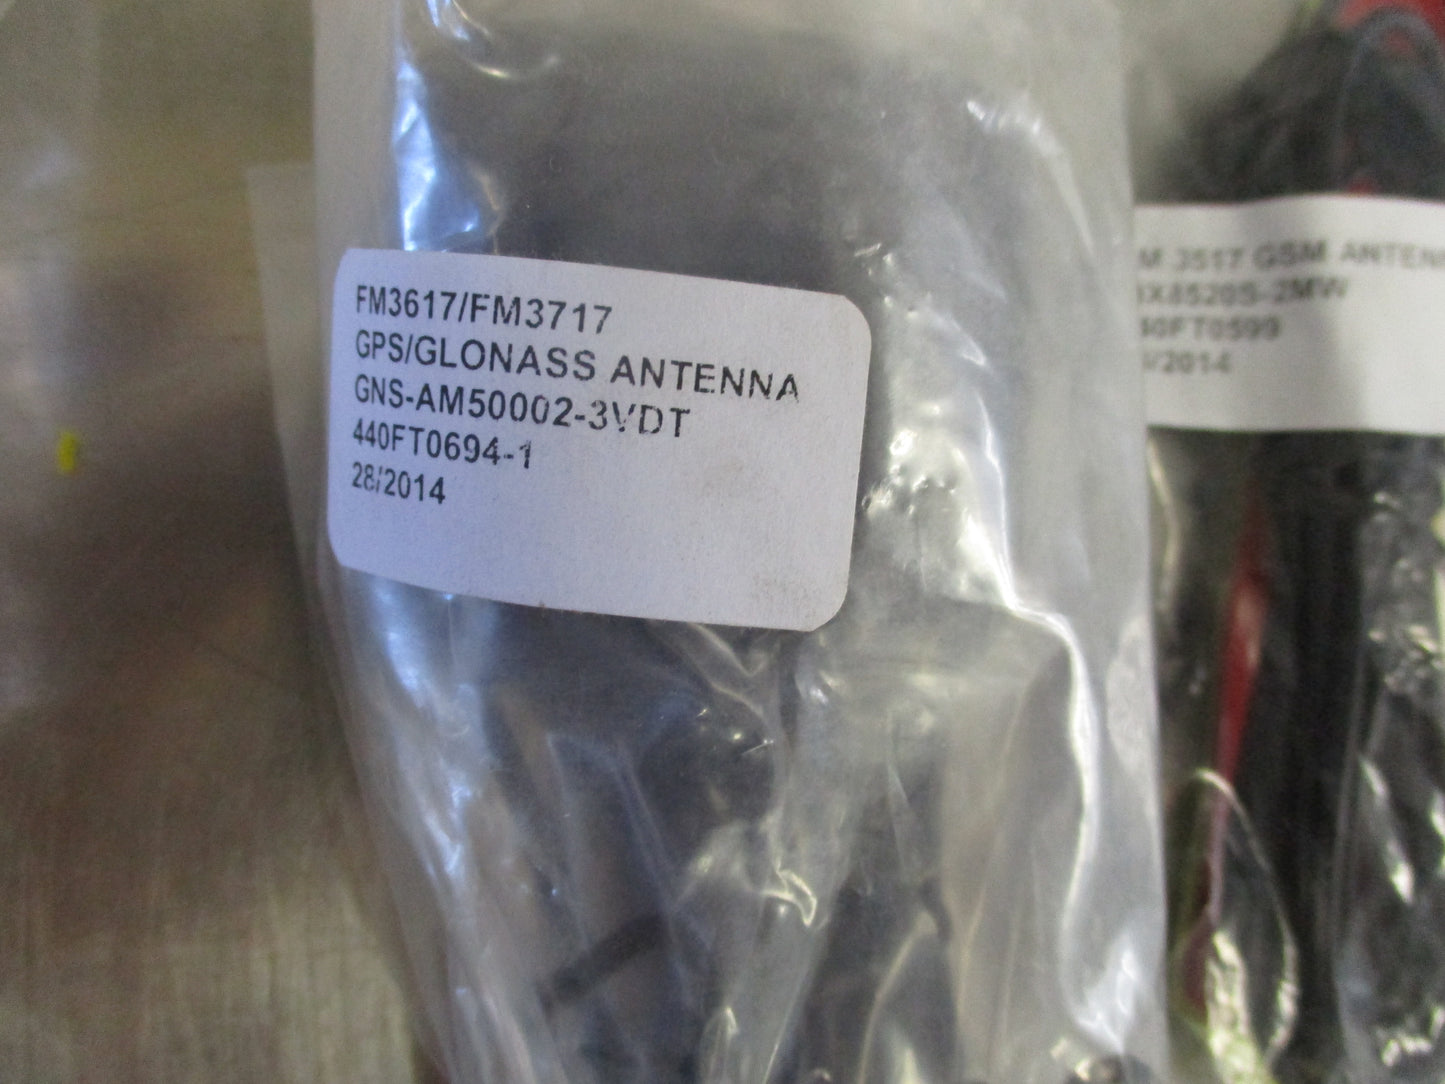 FM3617/FM3717
GPS/GLONASS ANTENNA
GNS-AM50002-3VDT
440FT0694-1
28/2014
3517 GSM
/2014